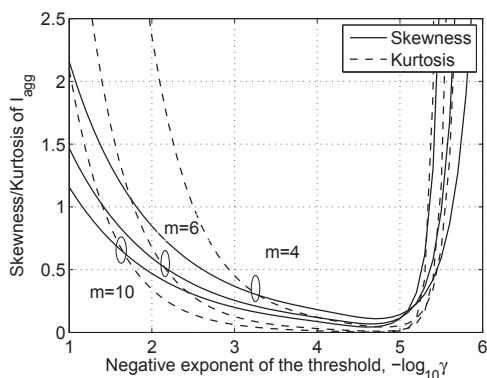 2.5
2
1.5
1
0.5
0
Skewness/Kurtosis of I_agg
Skewness
Kurtosis
m=6
m=4
m=10
1 2 3 4 5 6
Negative exponent of the threshold, −log₁₀γ